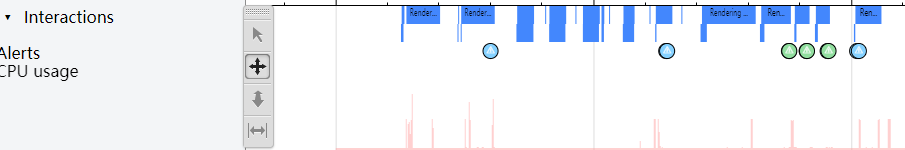 Interactions
Render... Render... Rendering ... Ren... Ren...
Alerts
CPU usage